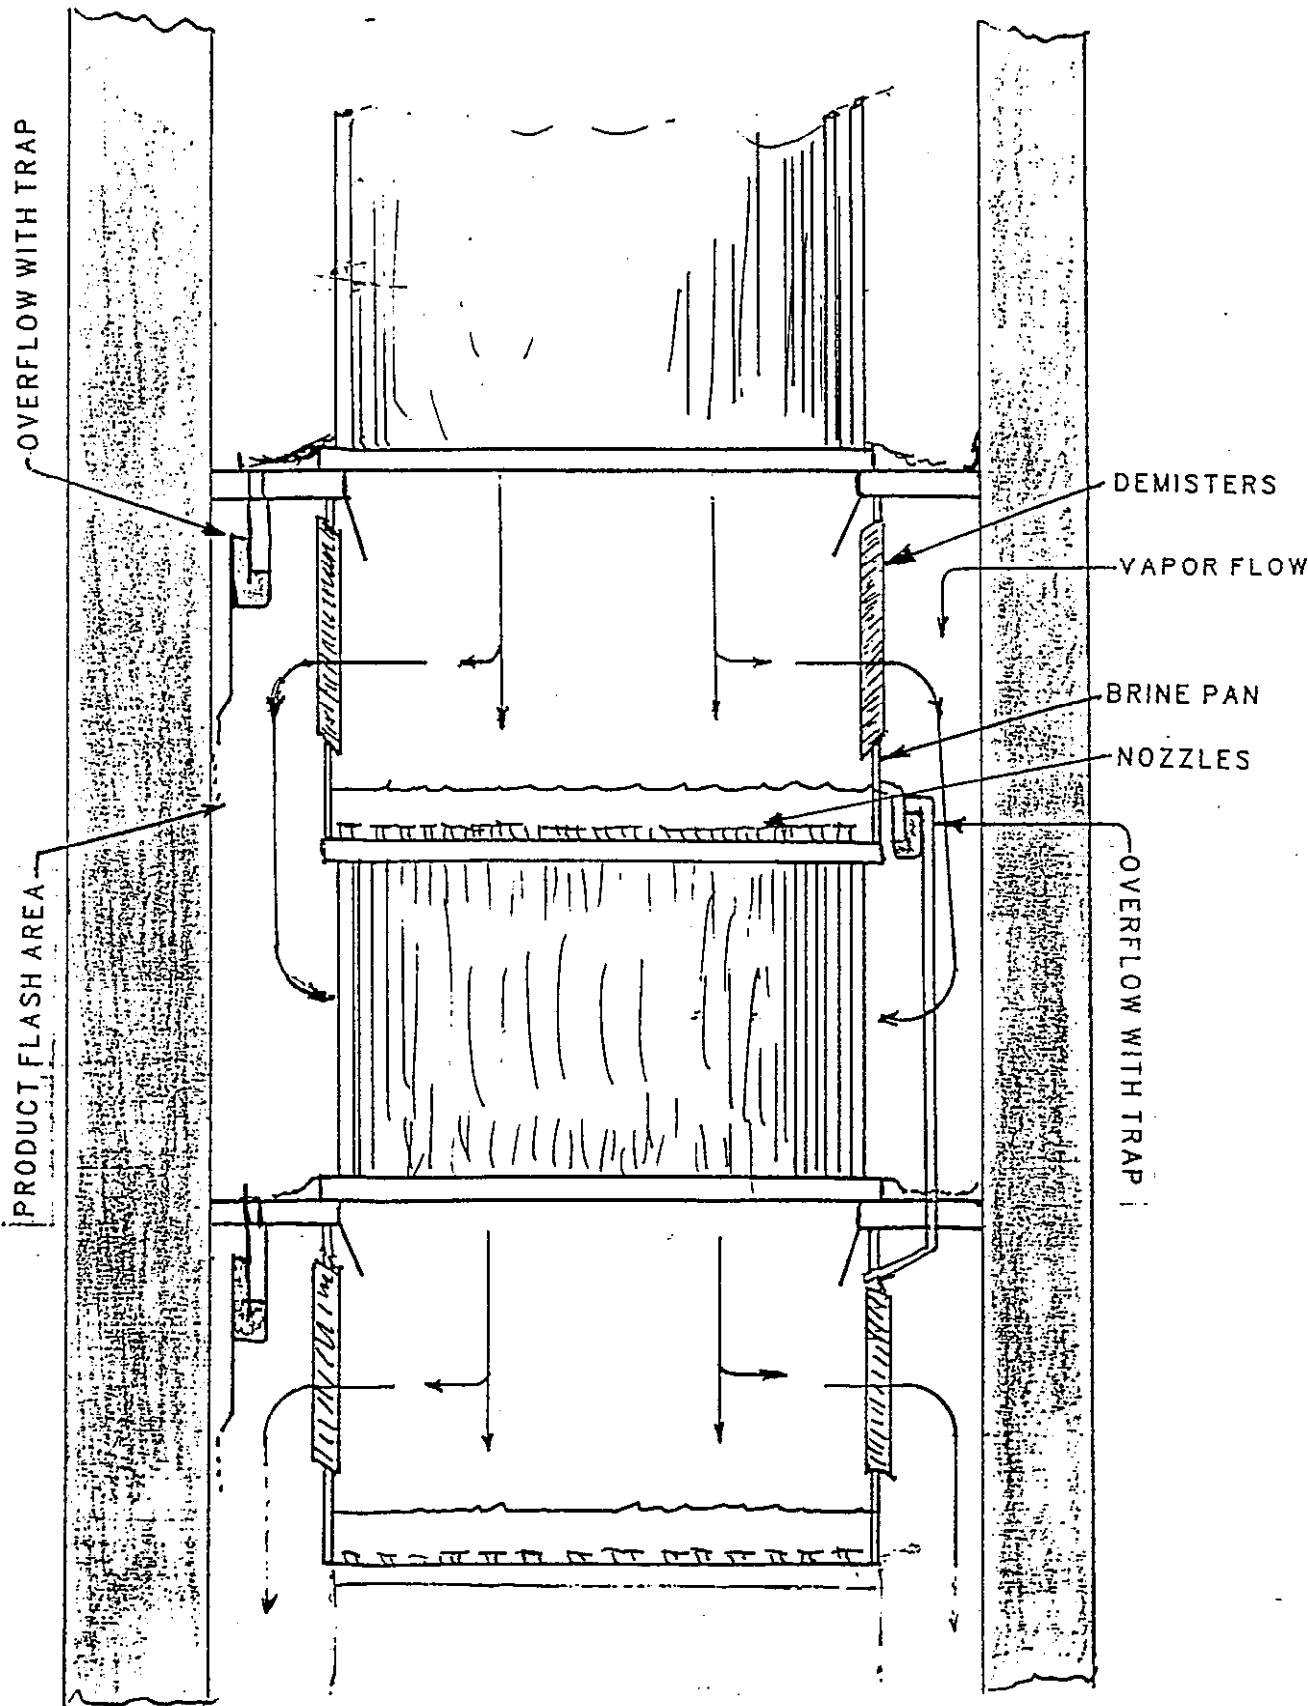 OVERFLOW WITH TRAP
DEMISTERS
VAPOR FLOW
BRINE PAN
NOZZLES
OVERFLOW WITH TRAP
PRODUCT FLASH AREA